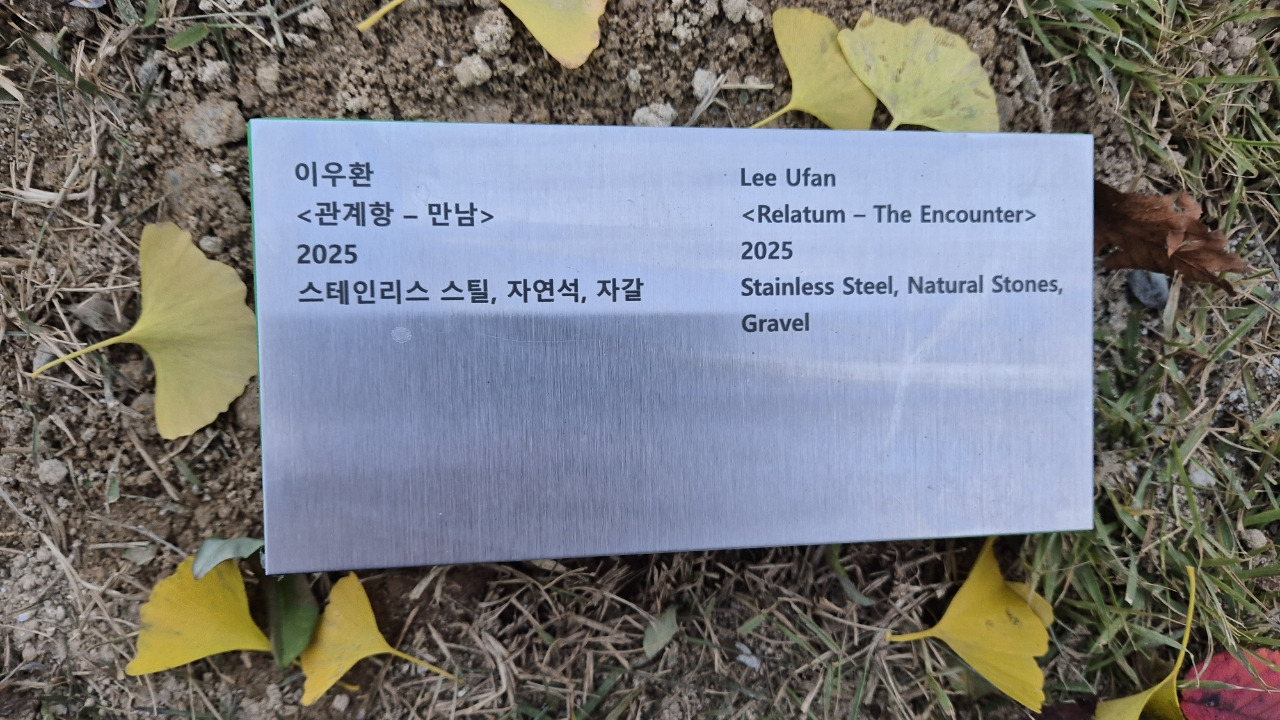 이우환
<관계항 – 만남>
2025
스테인리스 스틸, 자연석, 자갈
Lee Ufan
<Relatum – The Encounter>
2025
Stainless Steel, Natural Stones,
Gravel